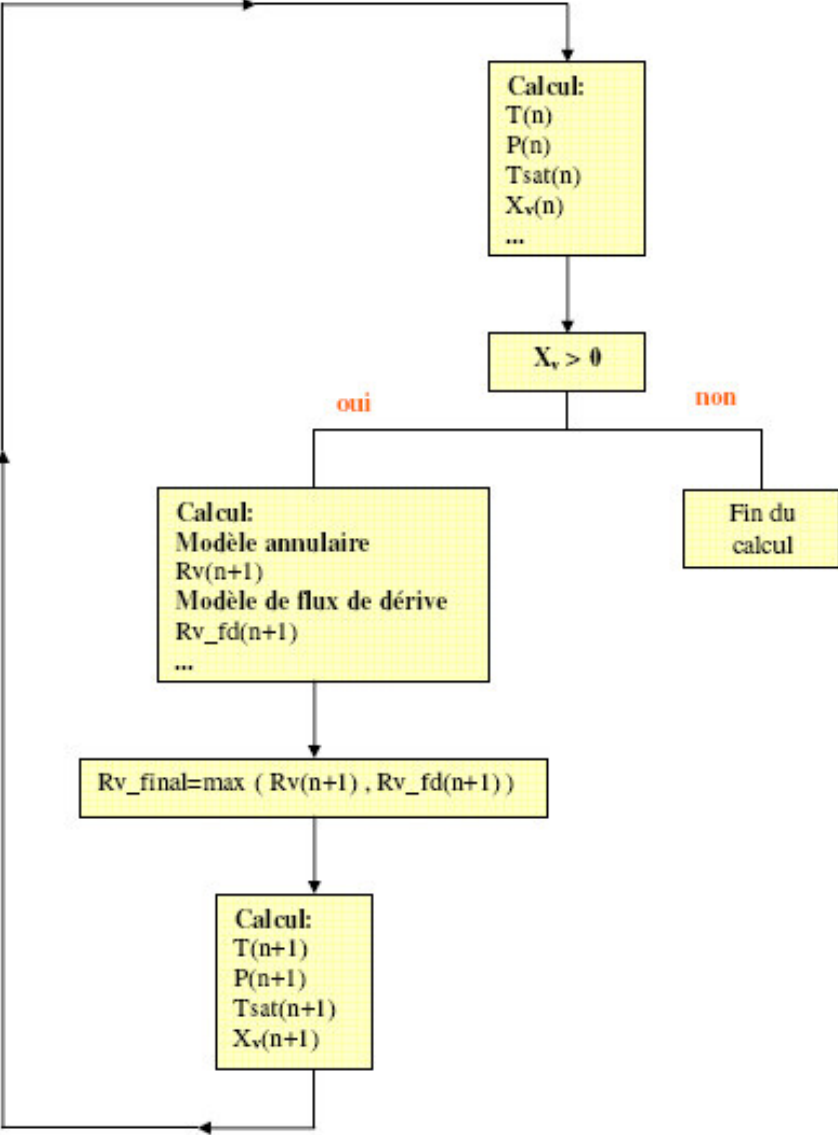 Calcul:
T(n)
P(n)
Tsat(n)
Xv(n)
...
Xv > 0
oui
non
Calcul:
Modèle annulaire
Rv(n+1)
Modèle de flux de dérive
Rv_fd(n+1)
...
Fin du
calcul
Rv_final=max ( Rv(n+1) , Rv_fd(n+1) )
Calcul:
T(n+1)
P(n+1)
Tsat(n+1)
Xv(n+1)